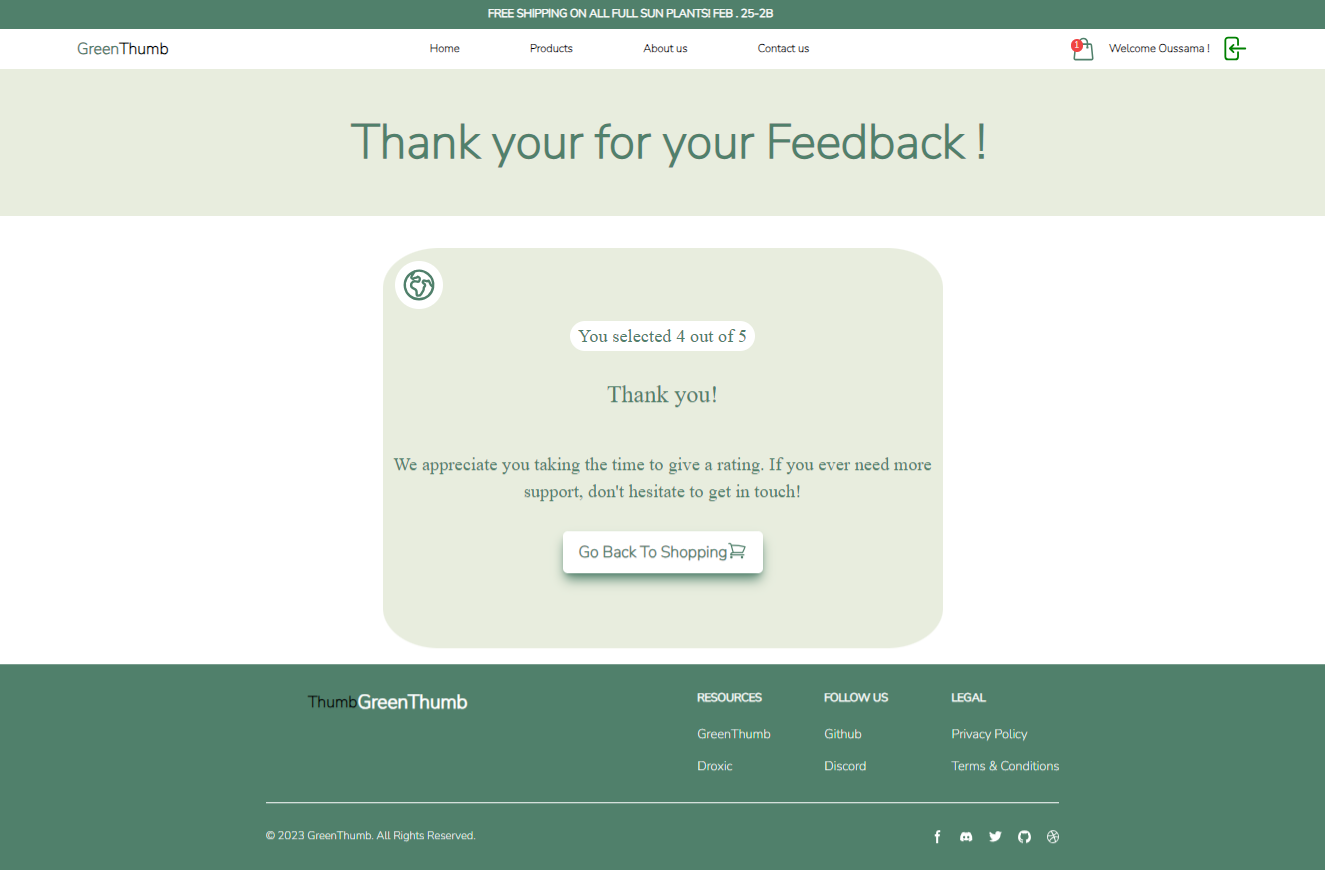 FREE SHIPPING ON ALL FULL SUN PLANTS! FEB . 25-2B
GreenThumb
Home
Products
About us
Contact us
1
Welcome Oussama !
Thank your for your Feedback !
You selected 4 out of 5
Thank you!
We appreciate you taking the time to give a rating. If you ever need more
support, don't hesitate to get in touch!
Go Back To Shopping
ThumbGreenThumb
RESOURCES
GreenThumb
Droxic
FOLLOW US
Github
Discord
LEGAL
Privacy Policy
Terms & Conditions
© 2023 GreenThumb. All Rights Reserved.